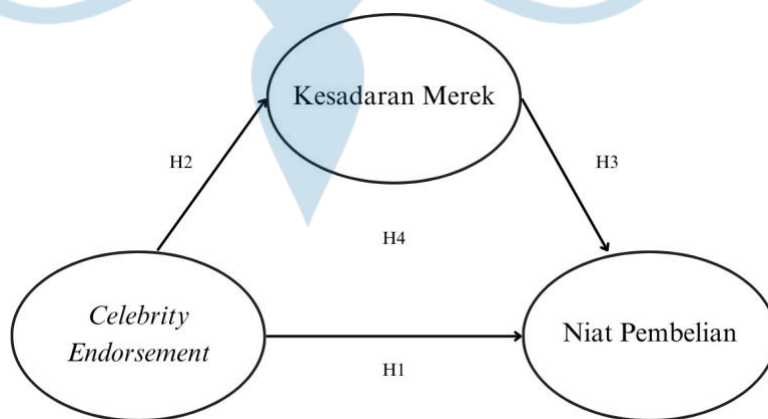 Kesadaran Merek
H2
H3
H4
Celebrity
Endorsement
Niat Pembelian
H1